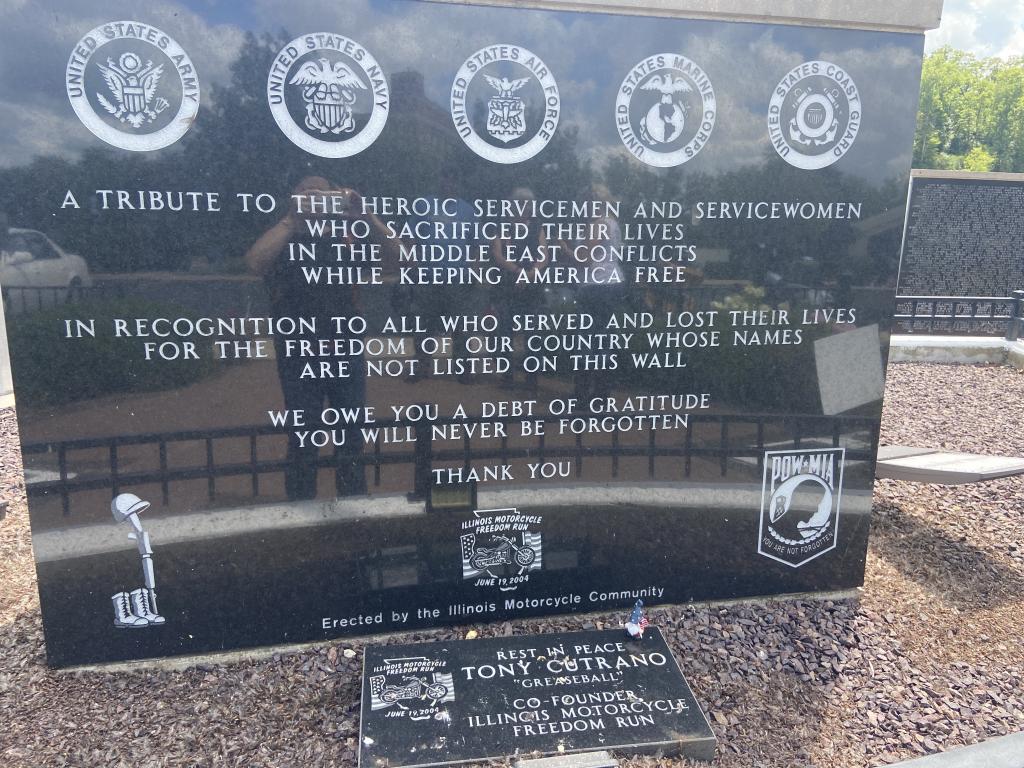 UNITED STATES ARMY
UNITED STATES NAVY
UNITED STATES AIR FORCE
UNITED STATES MARINE CORPS
UNITED STATES COAST GUARD
A TRIBUTE TO THE HEROIC SERVICEMEN AND SERVICEWOMEN
WHO SACRIFICED THEIR LIVES
IN THE MIDDLE EAST CONFLICTS
WHILE KEEPING AMERICA FREE
IN RECOGNITION TO ALL WHO SERVED AND LOST THEIR LIVES
FOR THE FREEDOM OF OUR COUNTRY WHOSE NAMES
ARE NOT LISTED ON THIS WALL
WE OWE YOU A DEBT OF GRATITUDE
YOU WILL NEVER BE FORGOTTEN
THANK YOU
POW★MIA
YOU ARE NOT FORGOTTEN
ILLINOIS MOTORCYCLE
FREEDOM RUN
JUNE 19, 2004
Erected by the Illinois Motorcycle Community
ILLINOIS MOTORCYCLE
FREEDOM RUN
JUNE 19, 2004
REST IN PEACE
TONY CUTRANO
"GREASEBALL"
CO-FOUNDER
ILLINOIS MOTORCYCLE
FREEDOM RUN